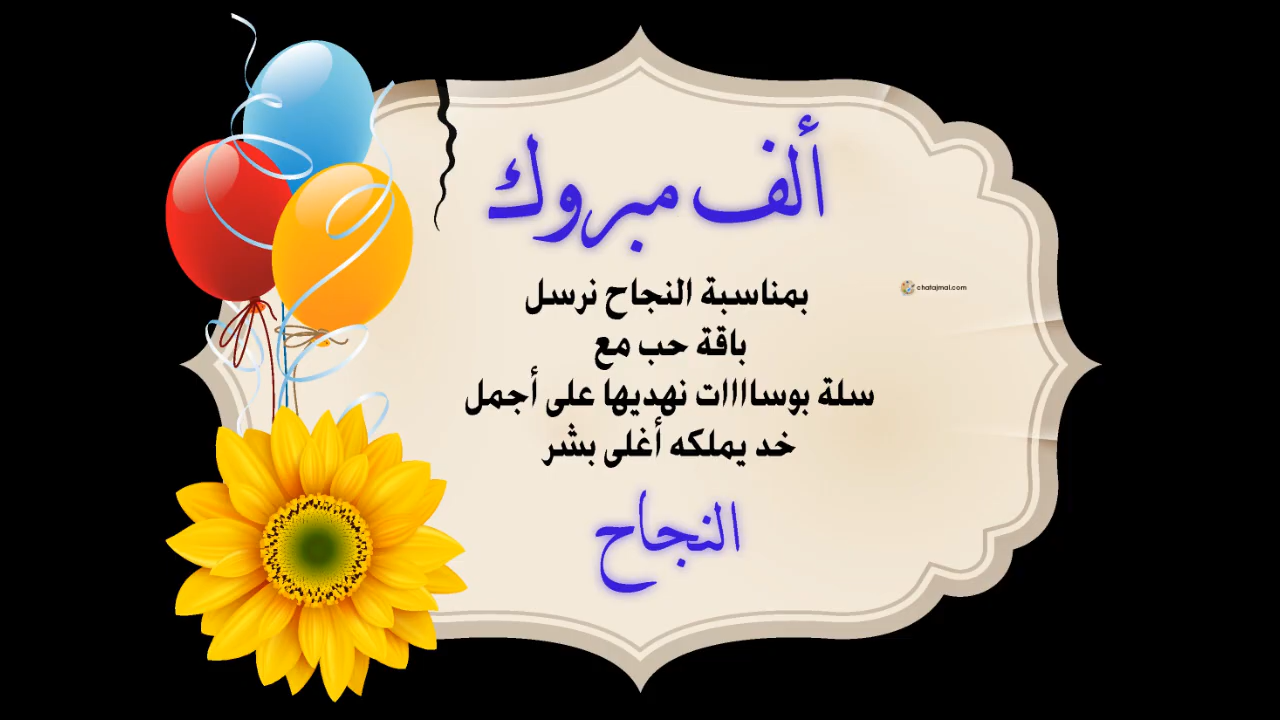 ألف مبروك
بمناسبة النجاح نرسل
chatajmal.com
باقة حب مع
سلة بوساااات نهديها على أجمل
خد يملكه أغلى بشر
النجاح